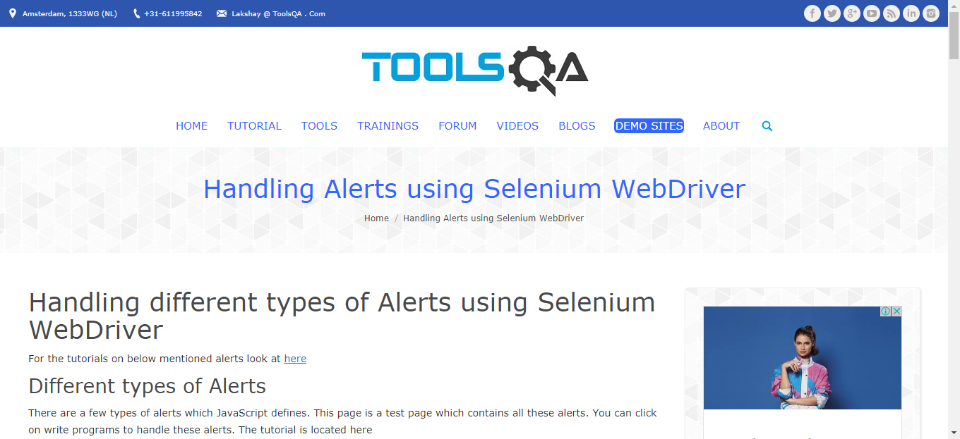 Amsterdam, 1333WG (NL) +31-611995842 Lakshay @ ToolsQA . Com
TOOLSQA
HOME TUTORIAL TOOLS TRAININGS FORUM VIDEOS BLOGS DEMO SITES ABOUT
Handling Alerts using Selenium WebDriver
Home / Handling Alerts using Selenium WebDriver
Handling different types of Alerts using Selenium
WebDriver
For the tutorials on below mentioned alerts look at here
Different types of Alerts
There are a few types of alerts which JavaScript defines. This page is a test page which contains all these alerts. You can click
on write programs to handle these alerts. The tutorial is located here